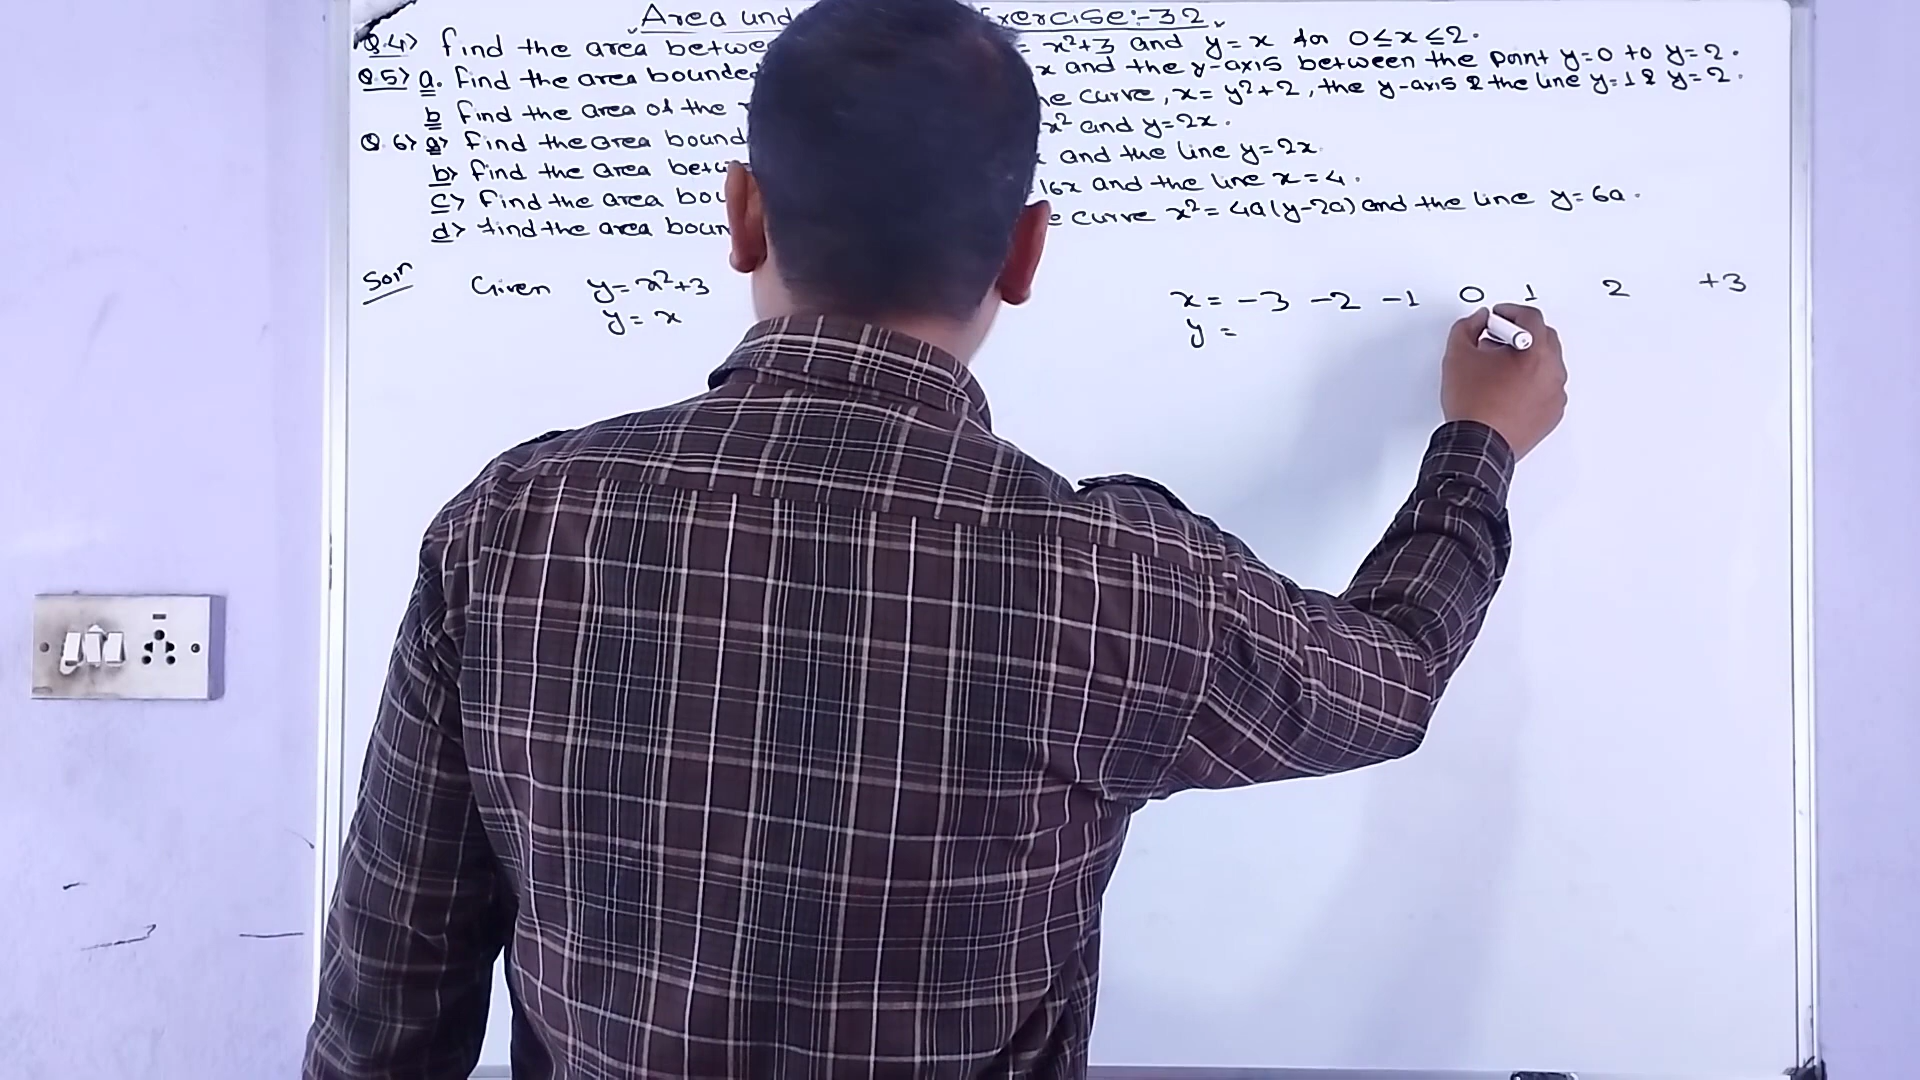 Area und Exercise:-32
Q.4> find the area betwe = x²+3 and y=x for 0≤x≤2.
Q.5> a. find the area bounded x and the y-axis between the point y=0 to y=2.
b find the area of the he curve, x=y²+2, the y-axis & the line y=1 & y=2.
Q.6> a> find the area bound x² and y=2x.
b> find the area betw and the line y=2x
c> find the area bou 16x and the line x=4.
d> find the area boun e curve x²=4a(y-2a) and the line y=6a.
Soln Given y=x²+3 x= -3 -2 -1 0 1 2 +3
y=x y=